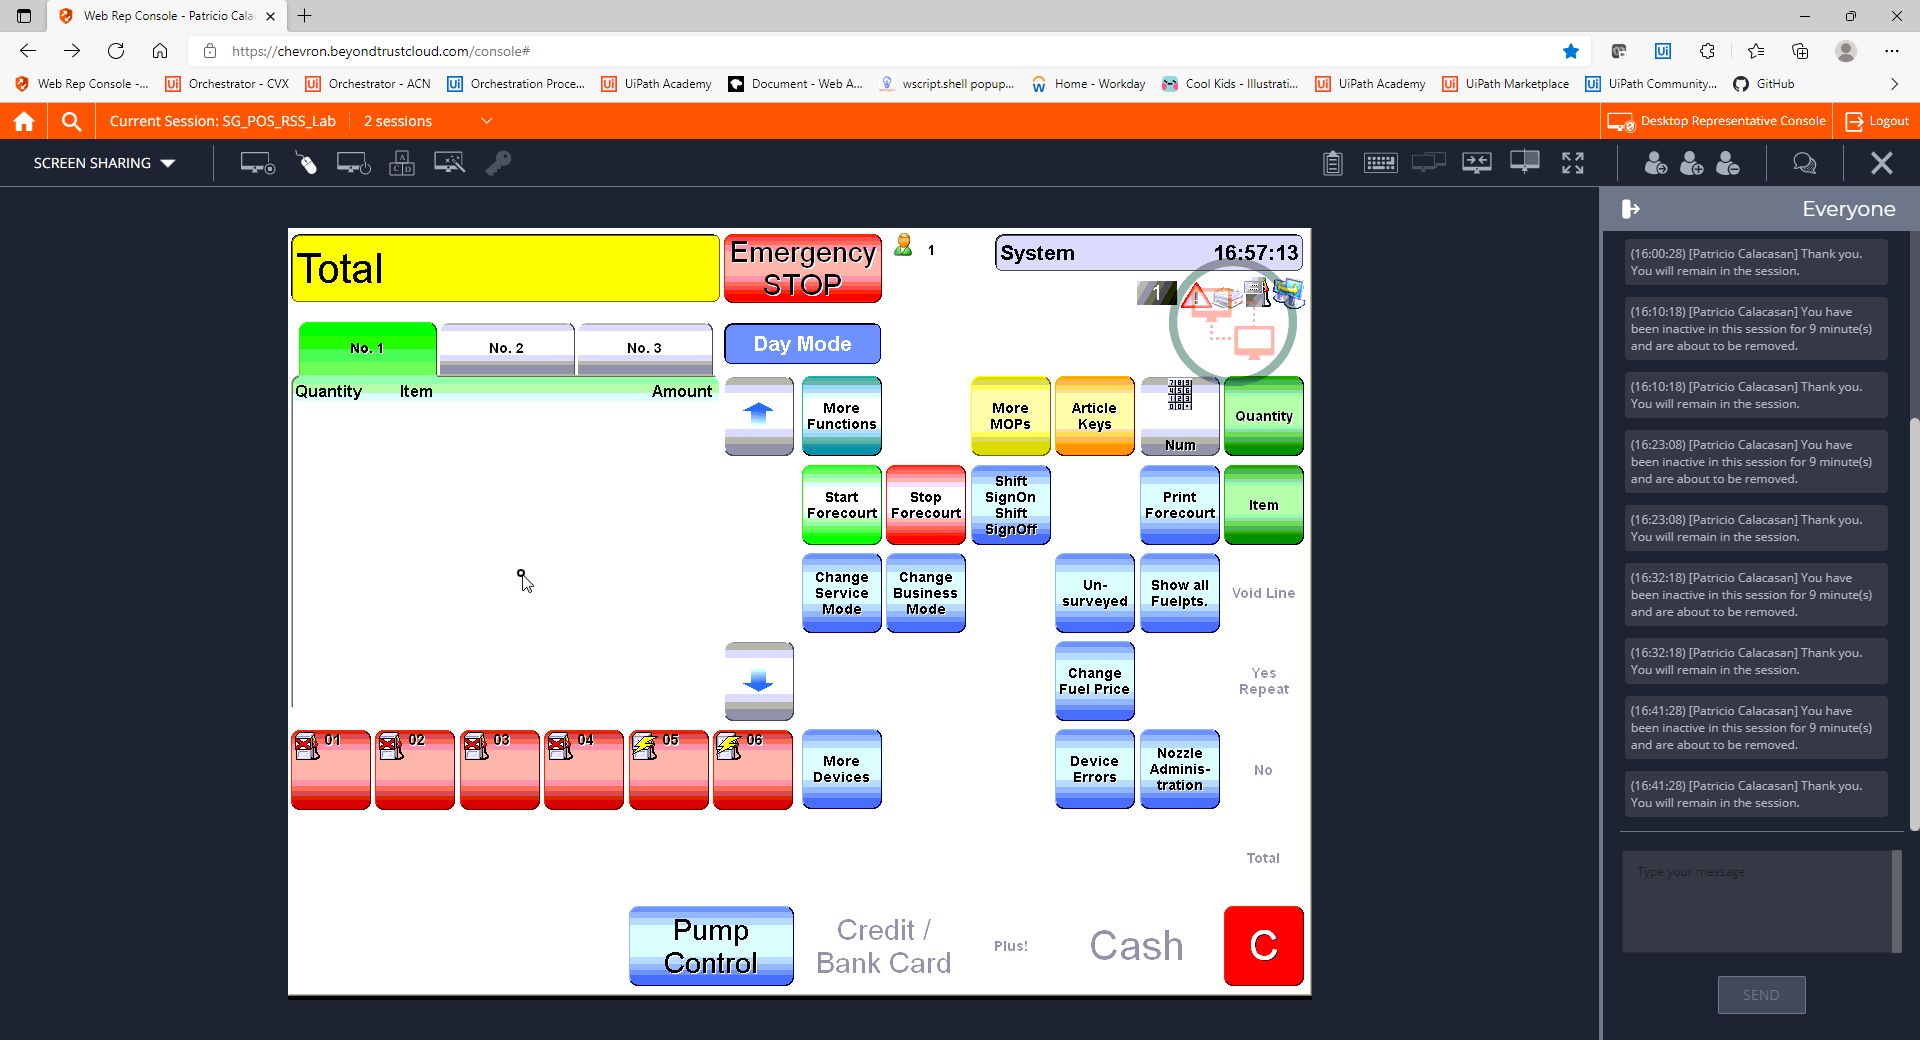 Web Rep Console - Patricio Cala
https://chevron.beyondtrustcloud.com/console#
Web Rep Console -...
Orchestrator - CVX
Orchestrator - ACN
Orchestration Proce...
UiPath Academy
Document - Web A...
wscript.shell popup...
Home - Workday
Cool Kids - Illustrati...
UiPath Academy
UiPath Marketplace
UiPath Community...
GitHub
Current Session: SG_POS_RSS_Lab
2 sessions
Desktop Representative Console
Logout
SCREEN SHARING
Everyone
Total
Emergency
STOP
1
System
16:57:13
1
No. 1
No. 2
No. 3
Day Mode
Quantity
Item
Amount
More
Functions
More
MOPs
Article
Keys
Num
Quantity
Start
Forecourt
Stop
Forecourt
Shift
SignOn
Shift
SignOff
Print
Forecourt
Item
Change
Service
Mode
Change
Business
Mode
Un-
surveyed
Show all
Fuelpts.
Void Line
Change
Fuel Price
Yes
Repeat
01
02
03
04
05
06
More
Devices
Device
Errors
Nozzle
Adminis-
tration
No
Total
Pump
Control
Credit /
Bank Card
Plus!
Cash
C
(16:00:28) [Patricio Calacasan] Thank you.
You will remain in the session.
(16:10:18) [Patricio Calacasan] You have
been inactive in this session for 9 minute(s)
and are about to be removed.
(16:10:18) [Patricio Calacasan] Thank you.
You will remain in the session.
(16:23:08) [Patricio Calacasan] You have
been inactive in this session for 9 minute(s)
and are about to be removed.
(16:23:08) [Patricio Calacasan] Thank you.
You will remain in the session.
(16:32:18) [Patricio Calacasan] You have
been inactive in this session for 9 minute(s)
and are about to be removed.
(16:32:18) [Patricio Calacasan] Thank you.
You will remain in the session.
(16:41:28) [Patricio Calacasan] You have
been inactive in this session for 9 minute(s)
and are about to be removed.
(16:41:28) [Patricio Calacasan] Thank you.
You will remain in the session.
Type your message
SEND